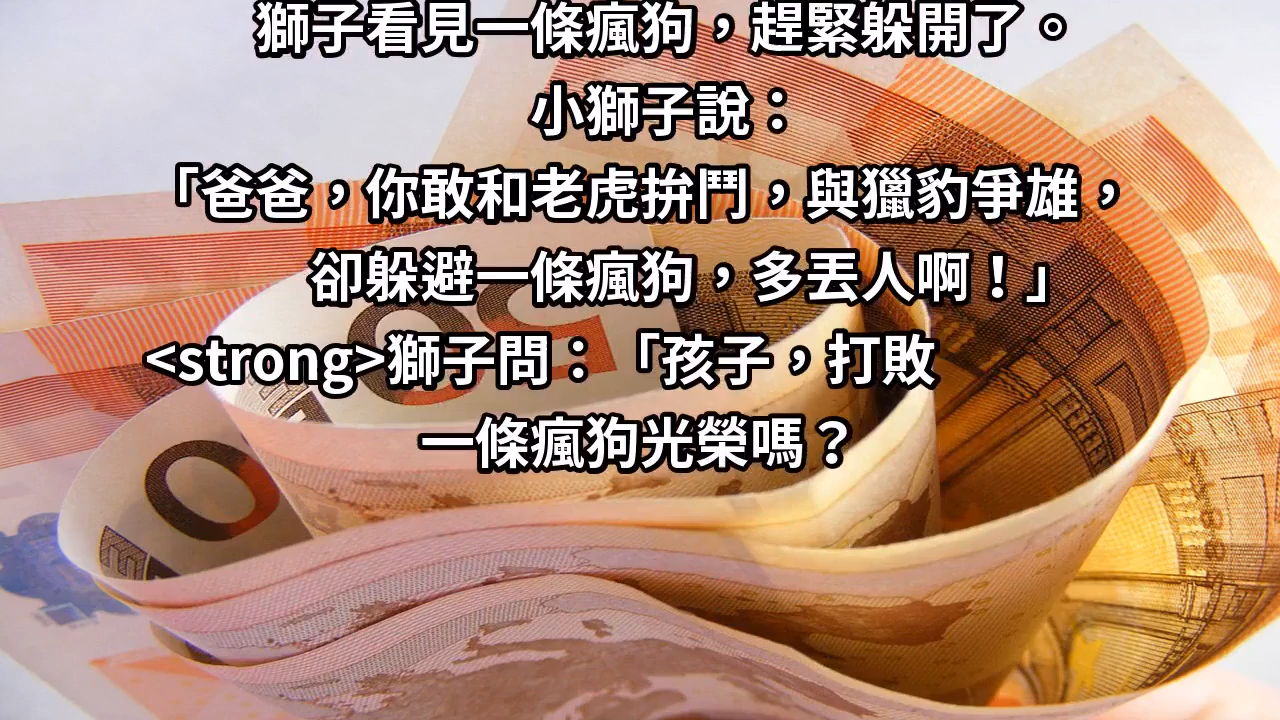 獅子看見一條瘋狗，趕緊躲開了。
小獅子說：
「爸爸，你敢和老虎拚鬥，與獵豹爭雄，
卻躲避一條瘋狗，多丟人啊！」
<strong>獅子問：「孩子，打敗
一條瘋狗光榮嗎？
50
50